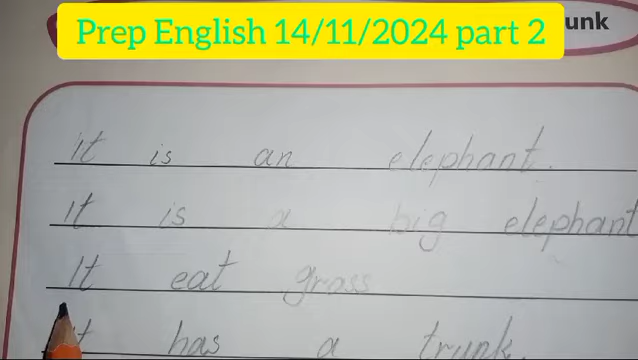 Prep English 14/11/2024 part 2
unk
It is an elephant.
It is a big elephant
It eat grass
It has a trunk.